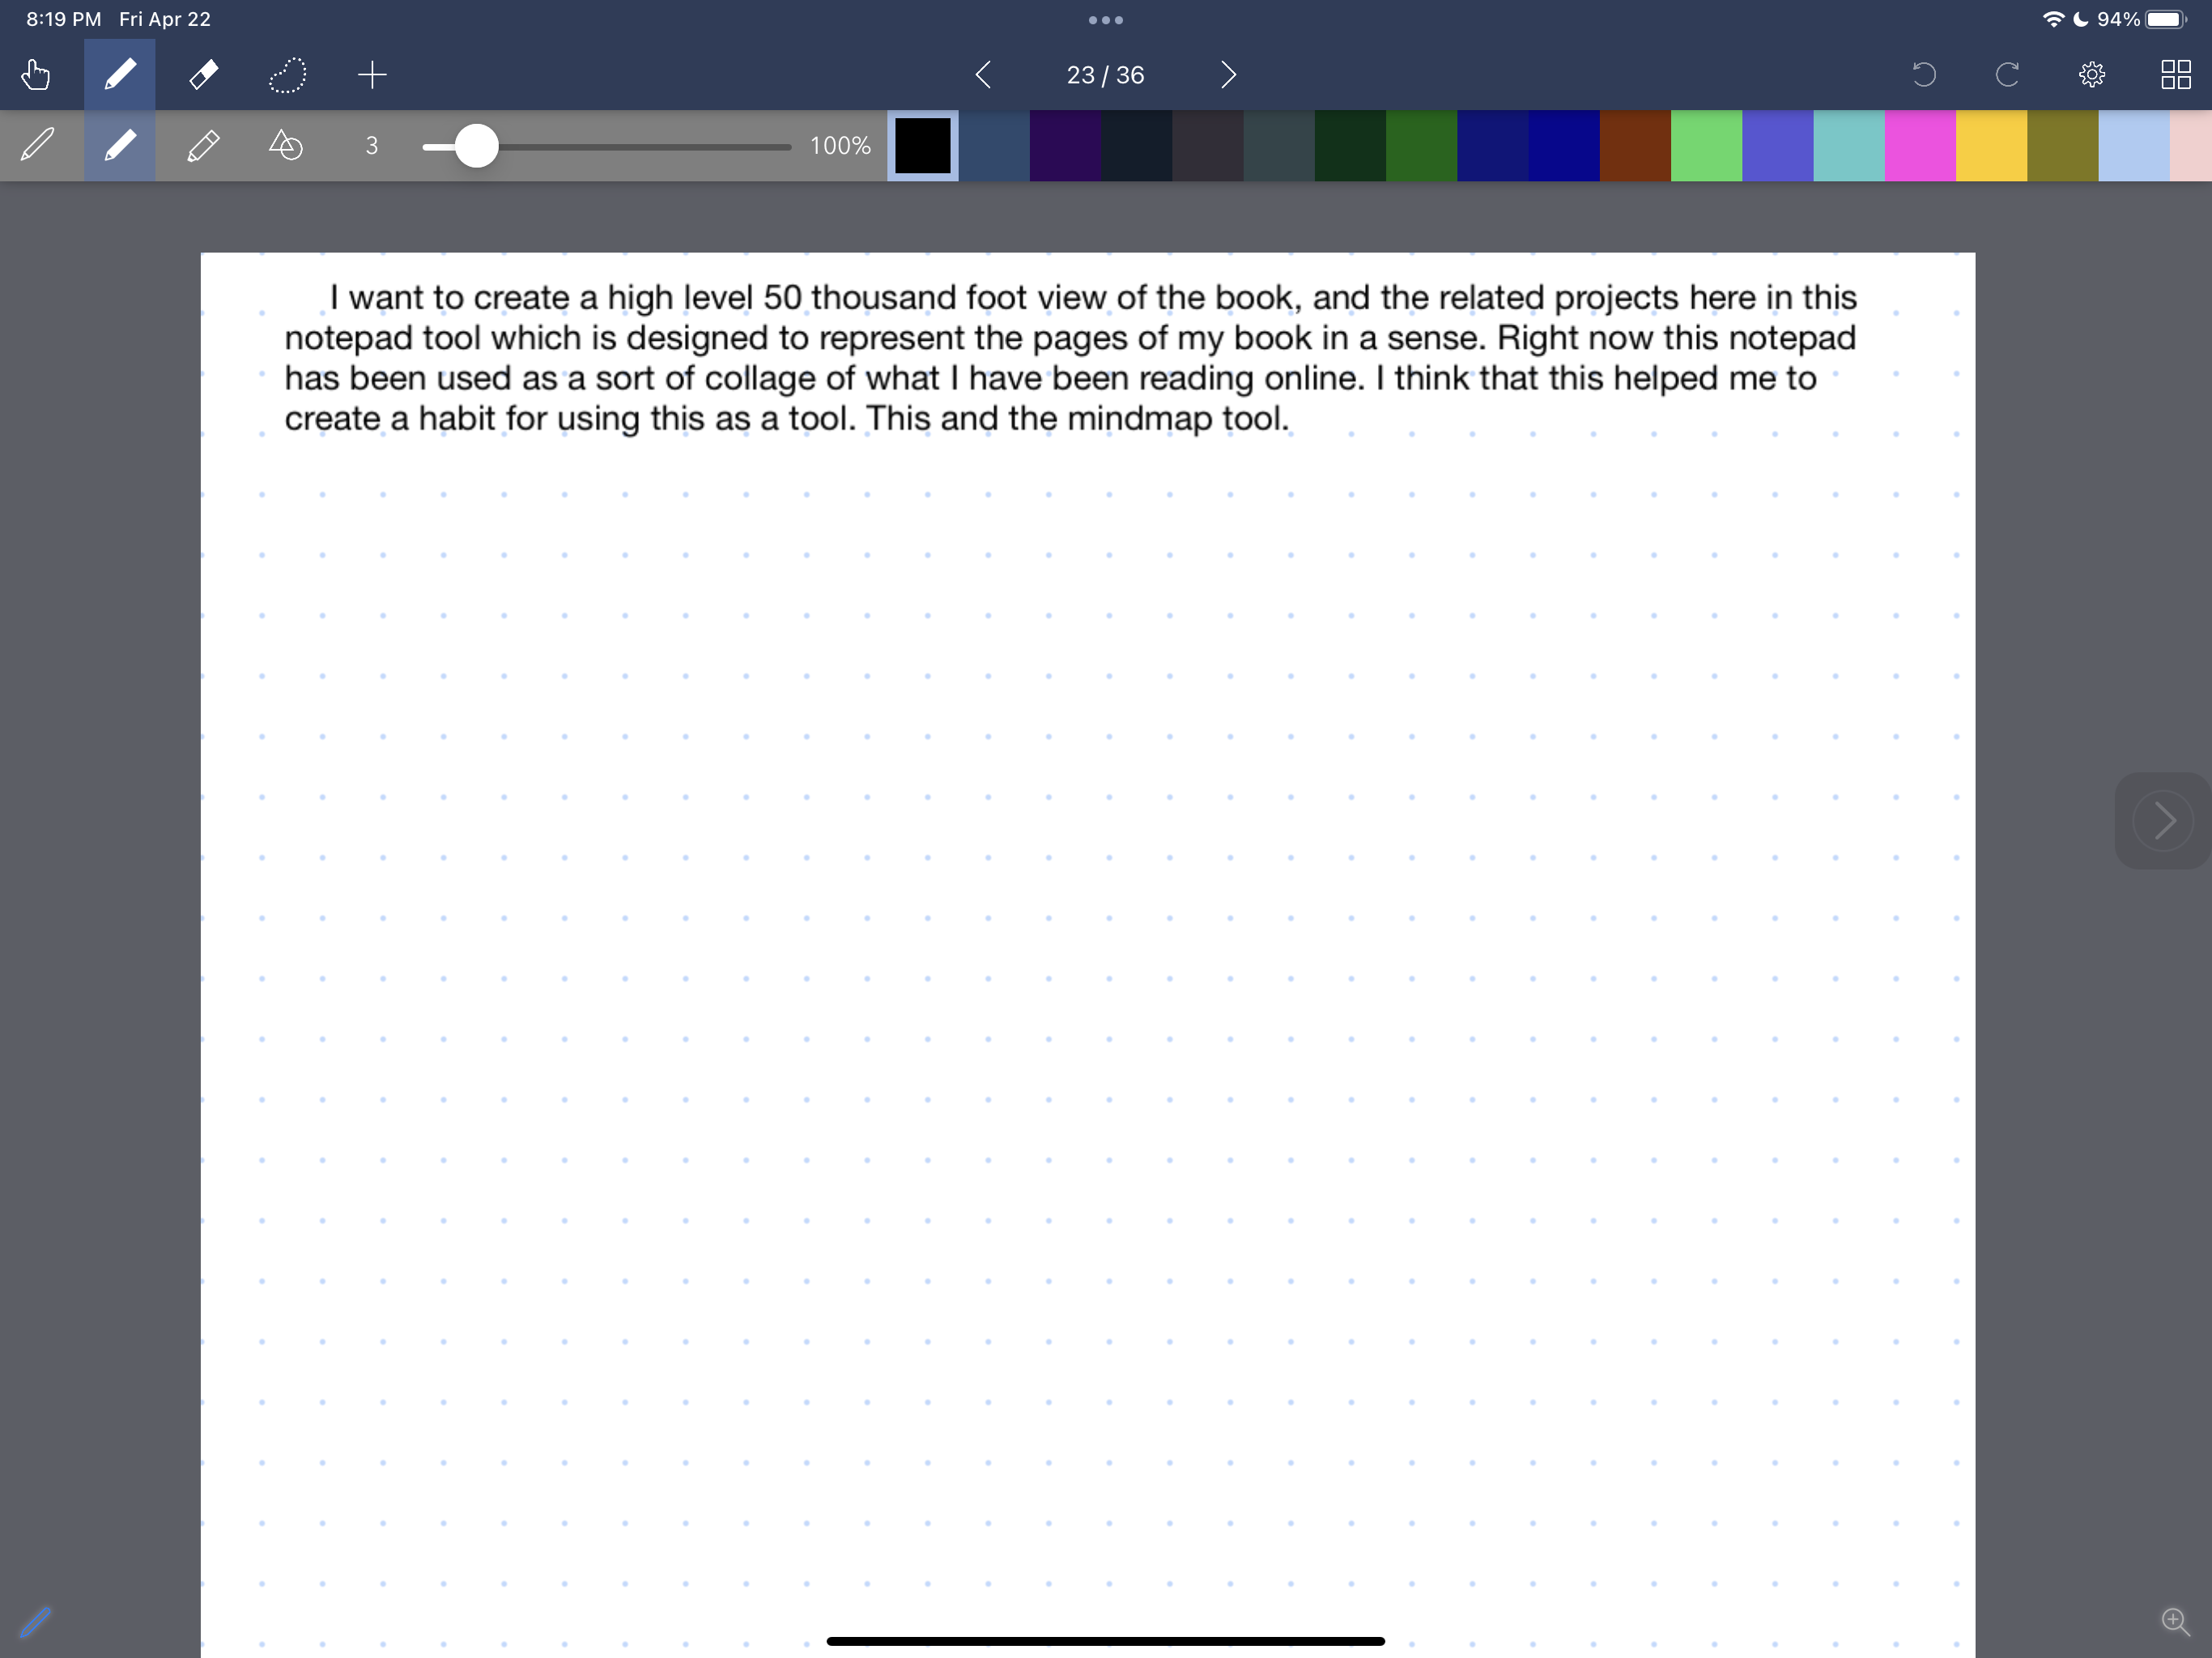 8:19 PM Fri Apr 22 94%
23 / 36
3 100%
I want to create a high level 50 thousand foot view of the book, and the related projects here in this
notepad tool which is designed to represent the pages of my book in a sense. Right now this notepad
has been used as a sort of collage of what I have been reading online. I think that this helped me to
create a habit for using this as a tool. This and the mindmap tool.